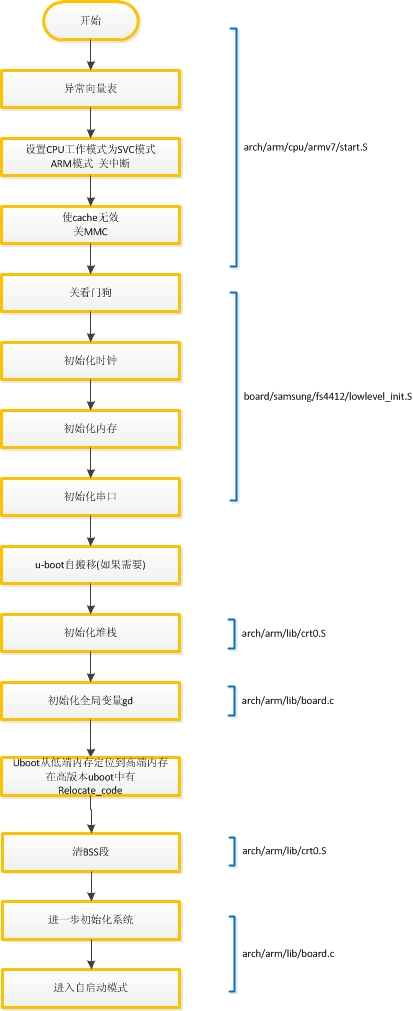 开始
异常向量表
设置CPU工作模式为SVC模式
ARM模式 关中断
arch/arm/cpu/armv7/start.S
使cache无效
关MMC
关看门狗
初始化时钟
board/samsung/fs4412/lowlevel_init.S
初始化内存
初始化串口
u-boot自搬移(如果需要)
初始化堆栈
arch/arm/lib/crt0.S
初始化全局变量gd
arch/arm/lib/board.c
Uboot从低端内存定位到高端内存
在高版本uboot中有
Relocate_code
清BSS段
arch/arm/lib/crt0.S
进一步初始化系统
arch/arm/lib/board.c
进入自启动模式